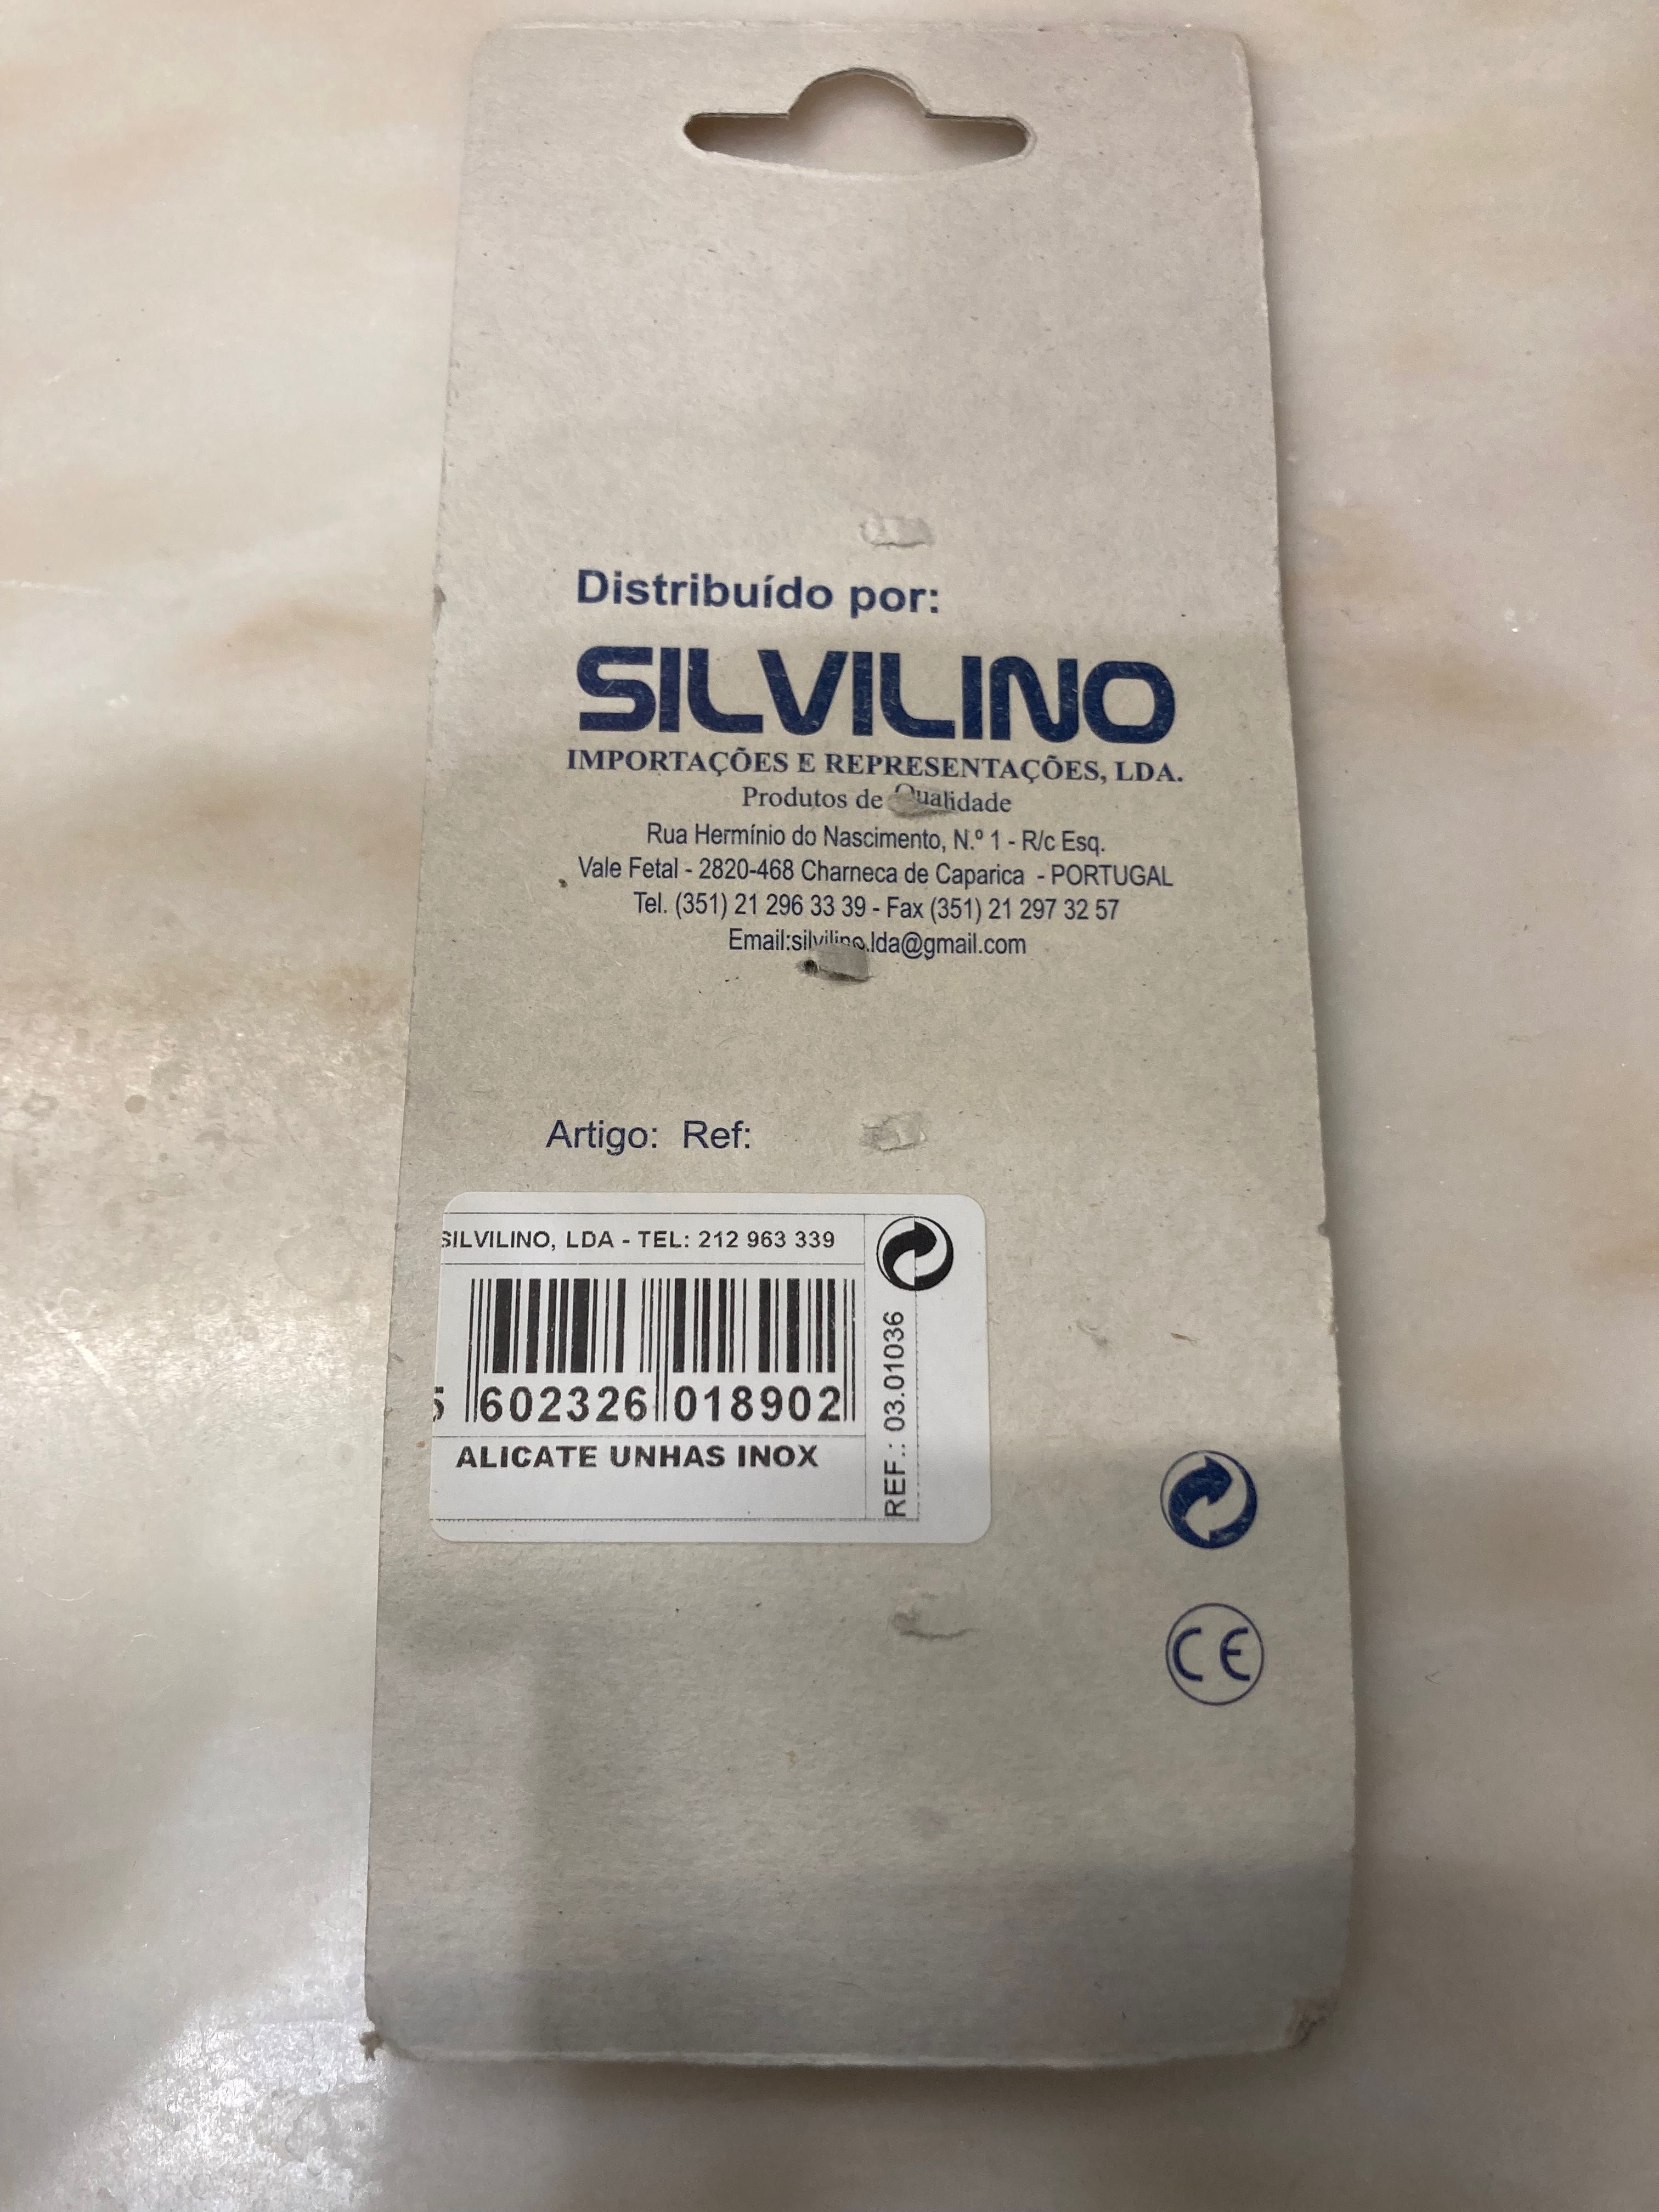 Distribuído por:
SILVILINO
IMPORTAÇÕES E REPRESENTAÇÕES, LDA.
Produtos de Qualidade
Rua Hermínio do Nascimento, N.º 1 - R/c Esq.
Vale Fetal - 2820-468 Charneca de Caparica - PORTUGAL
Tel. (351) 21 296 33 39 - Fax (351) 21 297 32 57
Email:silvilino.lda@gmail.com
Artigo: Ref:
SILVILINO, LDA - TEL: 212 963 339
5 602326 018902
ALICATE UNHAS INOX
REF.: 03.01036
CE